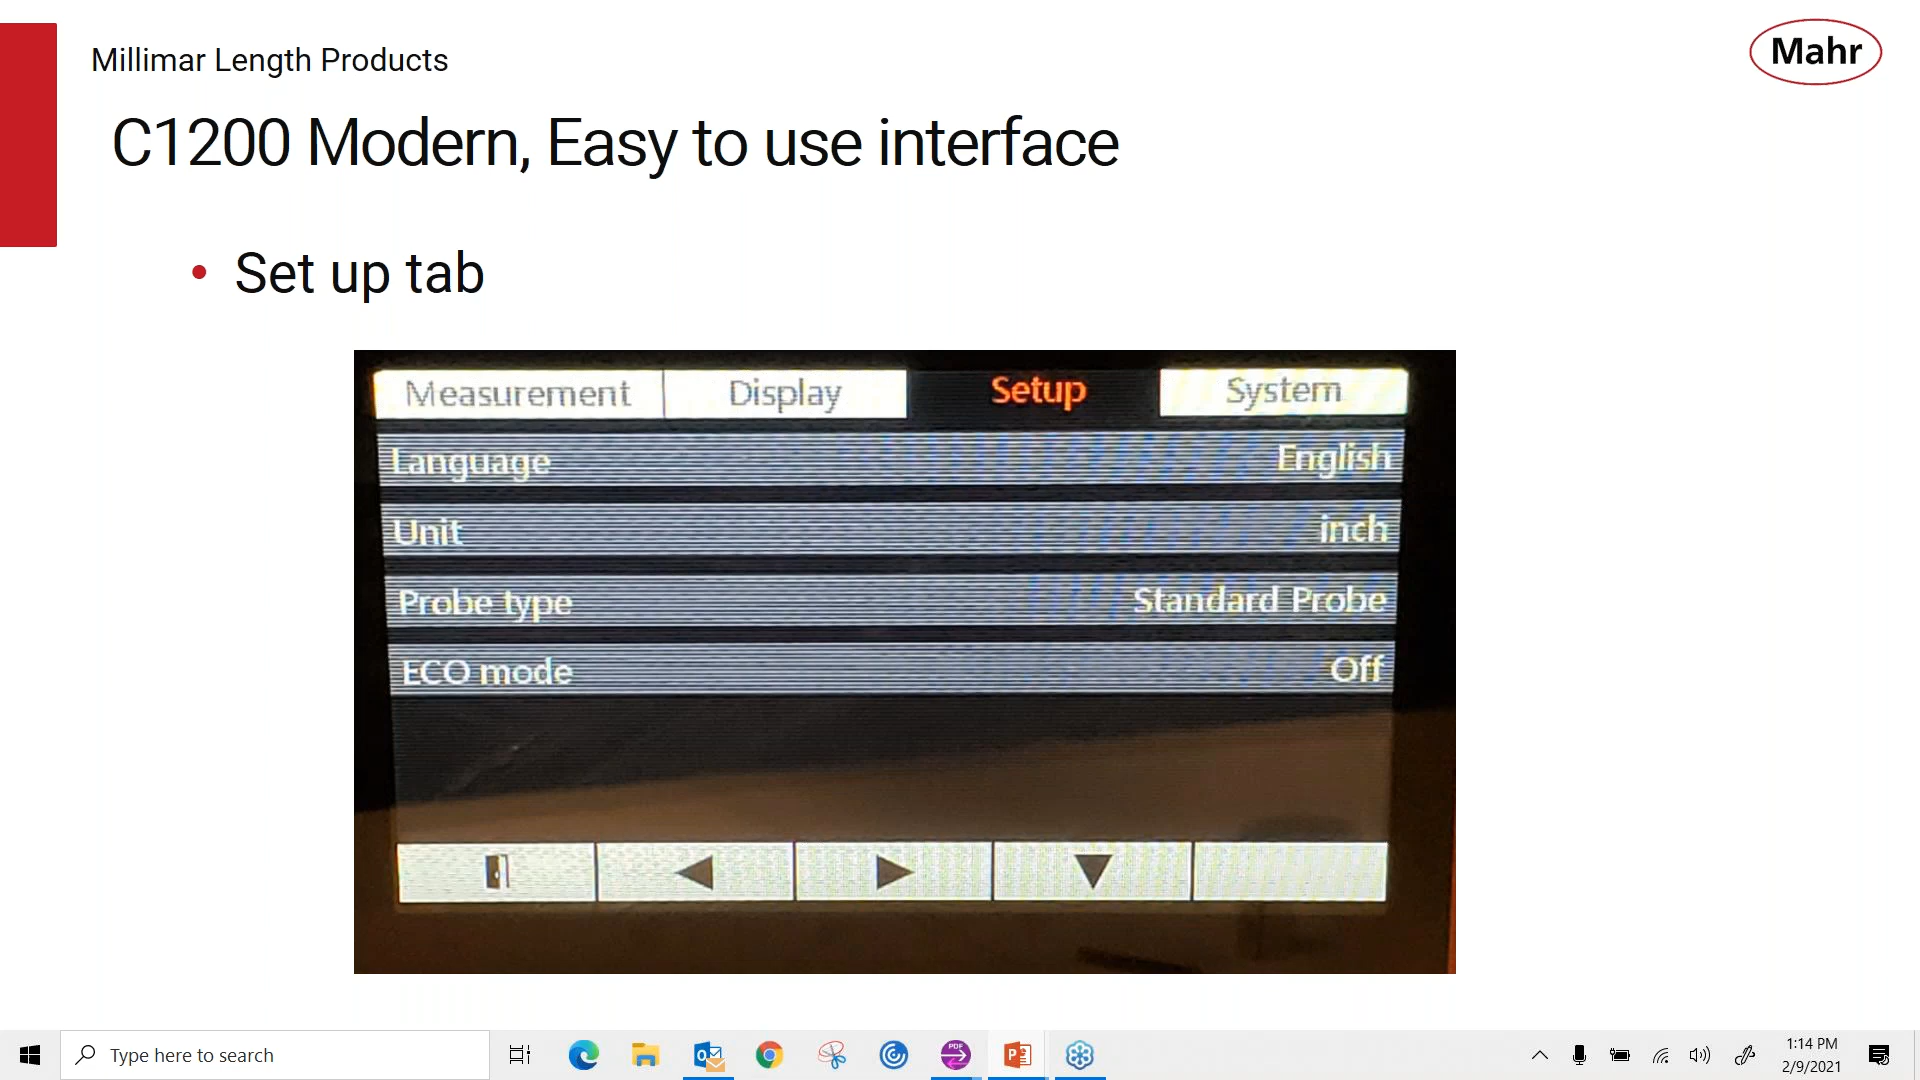 Millimar Length Products
Mahr
C1200 Modern, Easy to use interface
• Set up tab
Measurement Display Setup System
Language English
Unit inch
Probe type Standard Probe
ECO mode Off
Type here to search
PDF
1:14 PM
2/9/2021